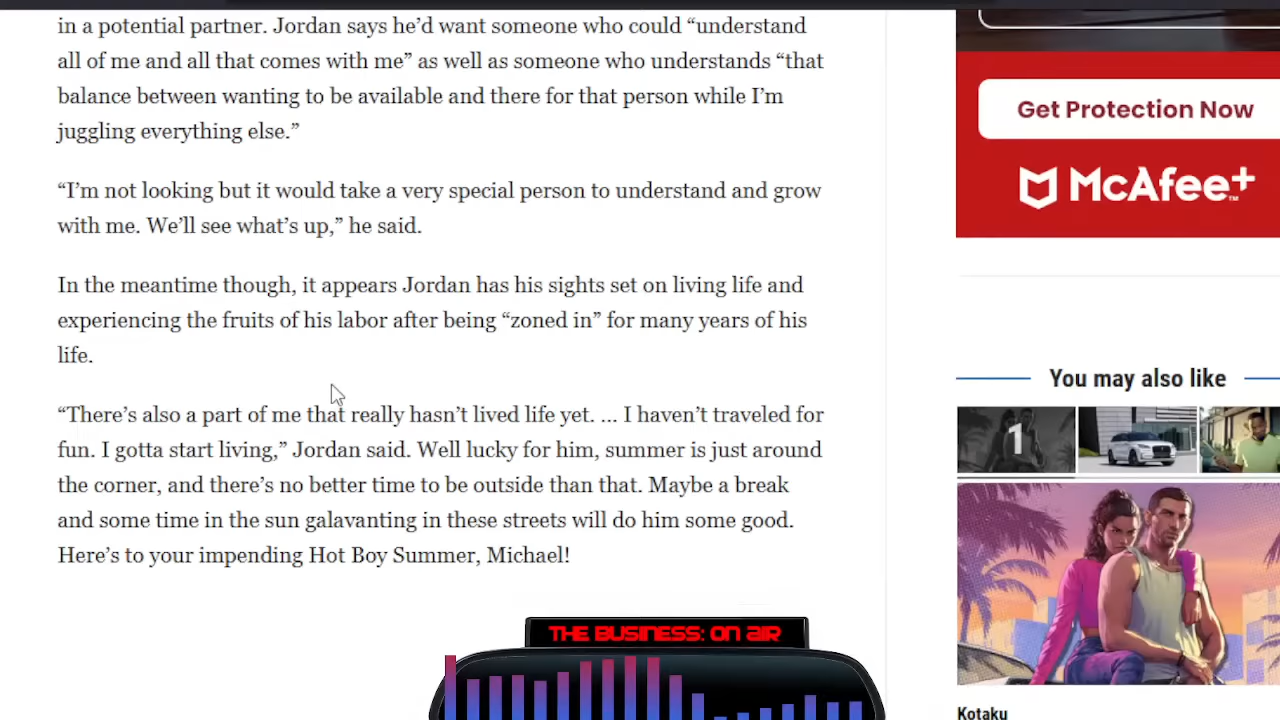 in a potential partner. Jordan says he’d want someone who could “understand
all of me and all that comes with me” as well as someone who understands “that
balance between wanting to be available and there for that person while I’m
juggling everything else.”
“I’m not looking but it would take a very special person to understand and grow
with me. We’ll see what’s up,” he said.
In the meantime though, it appears Jordan has his sights set on living life and
experiencing the fruits of his labor after being “zoned in” for many years of his
life.
“There’s also a part of me that really hasn’t lived life yet. … I haven’t traveled for
fun. I gotta start living,” Jordan said. Well lucky for him, summer is just around
the corner, and there’s no better time to be outside than that. Maybe a break
and some time in the sun galavanting in these streets will do him some good.
Here’s to your impending Hot Boy Summer, Michael!
Get Protection Now
McAfee+™
You may also like
1
Kotaku
THE BUSINESS: ON AIR